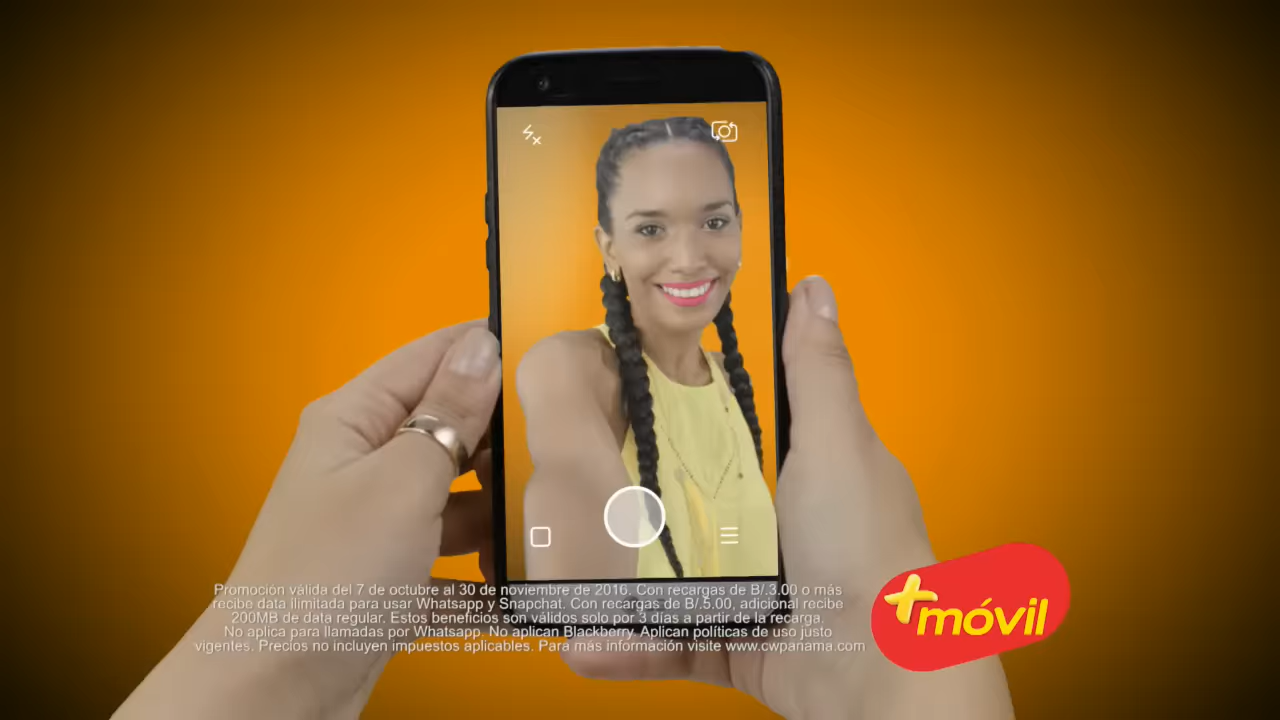 Promoción válida del 7 de octubre al 30 de noviembre de 2016. Con recargas de B/.3.00 o más
recibe data ilimitada para usar Whatsapp y Snapchat. Con recargas de B/.5.00, adicional recibe
200MB de data regular. Estos beneficios son válidos solo por 3 días a partir de la recarga.
No aplica para llamadas por Whatsapp. No aplican Blackberry. Aplican políticas de uso justo
vigentes. Precios no incluyen impuestos aplicables. Para más información visite www.cwpanama.com
+móvil